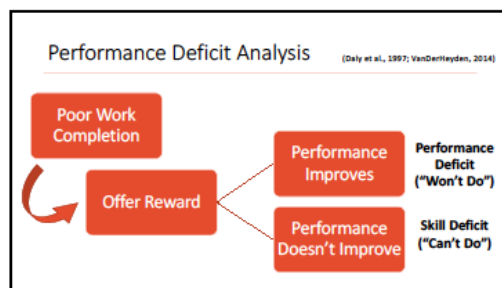 Performance Deficit Analysis
(Daly et al., 1997; VanDerHeyden, 2014)
Poor Work
Completion
Offer Reward
Performance
Improves
Performance
Deficit
("Won't Do")
Performance
Doesn't Improve
Skill Deficit
("Can't Do")